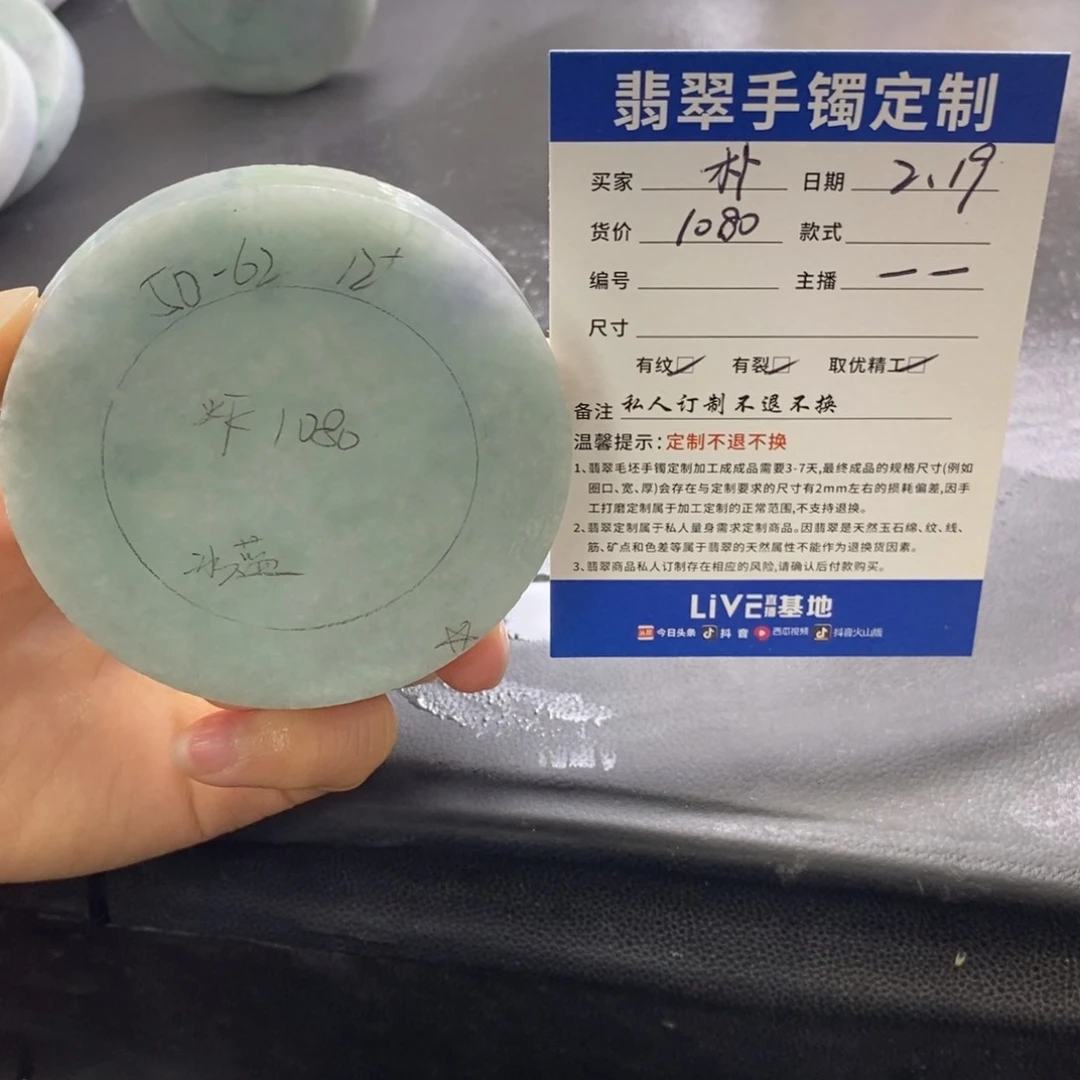 50-62 12+
1080
冰蓝
翡翠手镯定制
买家 朴 日期 2.19
货价 1080 款式
编号 主播 一一
尺寸
有纹 有裂 取优精工
备注 私人订制不退不换
温馨提示:定制不退不换
1、翡翠毛坯手镯定制加工成成品需要3-7天,最终成品的规格尺寸(例如
圈口、宽、厚)会存在与定制要求的尺寸有2mm左右的损耗偏差,因手
工打磨定制属于加工定制的正常范围,不支持退换。
2、翡翠定制属于私人量身需求定制商品。因翡翠是天然玉石绵、纹、线、
筋、矿点和色差等属于翡翠的天然属性不能作为退换货因素。
3、翡翠商品私人订制存在相应的风险,请确认后付款购买。
LiVE直播基地
头条 今日头条 抖音 西瓜视频 抖音火山版